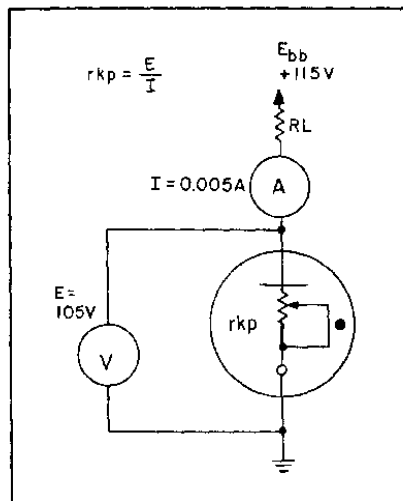 rkp = E/I
Ebb
+115V
RL
I = 0.005A
A
E =
105V
V
rkp